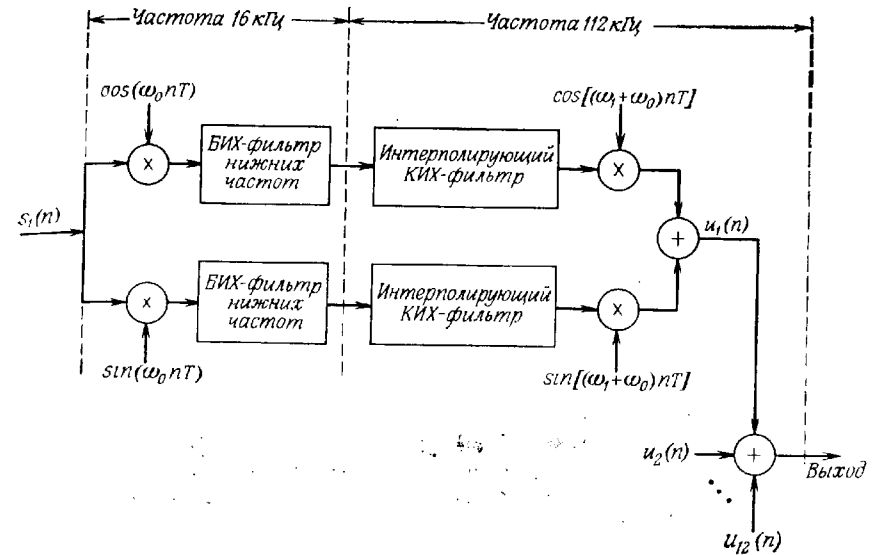 Частота 16 кГц
Частота 112 кГц
cos(ω₀nT)
cos[(ω₁+ω₀)nT]
БИХ-фильтр
нижних
частот
Интерполирующий
КИХ-фильтр
×
×
s₁(n)
+
u₁(n)
БИХ-фильтр
нижних
частот
Интерполирующий
КИХ-фильтр
×
×
sin(ω₀nT)
sin[(ω₁+ω₀)nT]
u₂(n)
+
Выход
u₁₂(n)